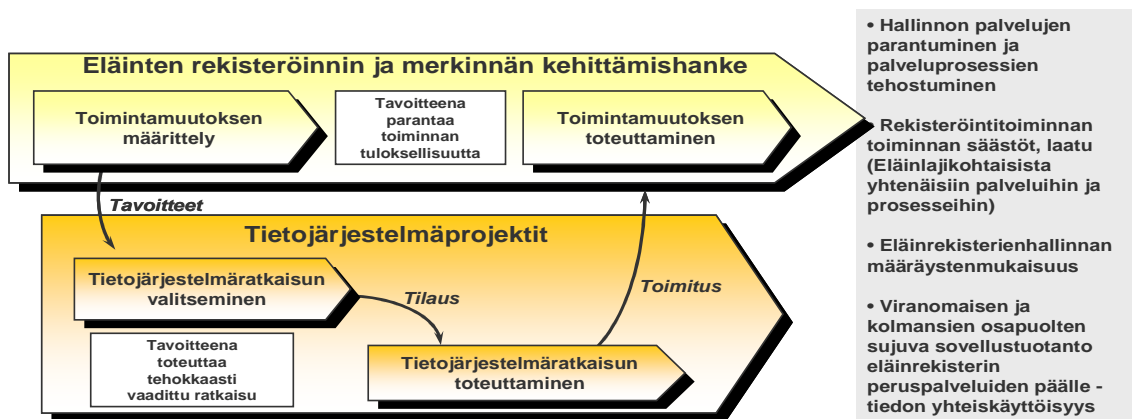 Eläinten rekisteröinnin ja merkinnän kehittämishanke
Toimintamuutoksen
määrittely
Tavoitteena
parantaa
toiminnan
tuloksellisuutta
Toimintamuutoksen
toteuttaminen
Tavoitteet
Tietojärjestelmäprojektit
Tietojärjestelmäratkaisun
valitseminen
Tilaus
Toimitus
Tavoitteena
toteuttaa
tehokkaasti
vaadittu ratkaisu
Tietojärjestelmäratkaisun
toteuttaminen
• Hallinnon palvelujen
parantuminen ja
palveluprosessien
tehostuminen
• Rekisteröintitoiminnan
toiminnan säästöt, laatu
(Eläinlajikohtaisista
yhtenäisiin palveluihin ja
prosesseihin)
• Eläinrekisterienhallinnan
määräystenmukaisuus
• Viranomaisen ja
kolmansien osapuolten
sujuva sovellustuotanto
eläinrekisterin
peruspalveluiden päälle -
tiedon yhteiskäyttöisyys